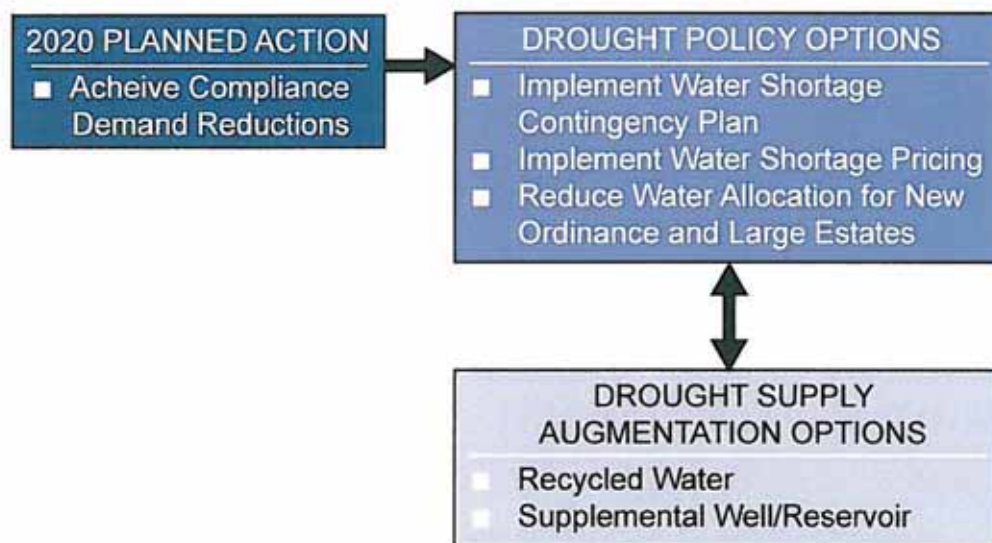 2020 PLANNED ACTION
■ Acheive Compliance
Demand Reductions
DROUGHT POLICY OPTIONS
■ Implement Water Shortage
Contingency Plan
■ Implement Water Shortage Pricing
■ Reduce Water Allocation for New
Ordinance and Large Estates
DROUGHT SUPPLY
AUGMENTATION OPTIONS
■ Recycled Water
■ Supplemental Well/Reservoir